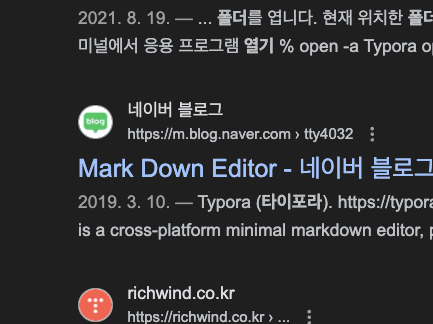 2021. 8. 19. — ... 폴더를 엽니다. 현재 위치한 폴더
미널에서 응용 프로그램 열기 % open -a Typora op
blog
네이버 블로그
https://m.blog.naver.com › tty4032
Mark Down Editor - 네이버 블로그
2019. 3. 10. — Typora (타이포라). https://typora
is a cross-platform minimal markdown editor, p
richwind.co.kr
https://richwind.co.kr › ...